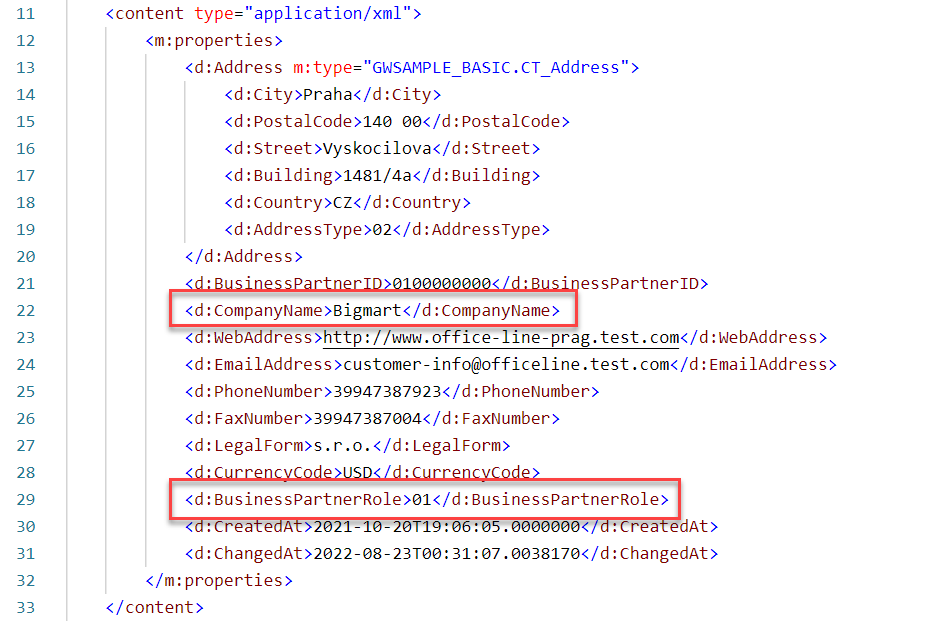 11 <content type="application/xml">
12 <m:properties>
13 <d:Address m:type="GWSAMPLE_BASIC.CT_Address">
14 <d:City>Praha</d:City>
15 <d:PostalCode>140 00</d:PostalCode>
16 <d:Street>Vyskocilova</d:Street>
17 <d:Building>1481/4a</d:Building>
18 <d:Country>CZ</d:Country>
19 <d:AddressType>02</d:AddressType>
20 </d:Address>
21 <d:BusinessPartnerID>0100000000</d:BusinessPartnerID>
22 <d:CompanyName>Bigmart</d:CompanyName>
23 <d:WebAddress>http://www.office-line-prag.test.com</d:WebAddress>
24 <d:EmailAddress>customer-info@officeline.test.com</d:EmailAddress>
25 <d:PhoneNumber>39947387923</d:PhoneNumber>
26 <d:FaxNumber>39947387004</d:FaxNumber>
27 <d:LegalForm>s.r.o.</d:LegalForm>
28 <d:CurrencyCode>USD</d:CurrencyCode>
29 <d:BusinessPartnerRole>01</d:BusinessPartnerRole>
30 <d:CreatedAt>2021-10-20T19:06:05.0000000</d:CreatedAt>
31 <d:ChangedAt>2022-08-23T00:31:07.0038170</d:ChangedAt>
32 </m:properties>
33 </content>